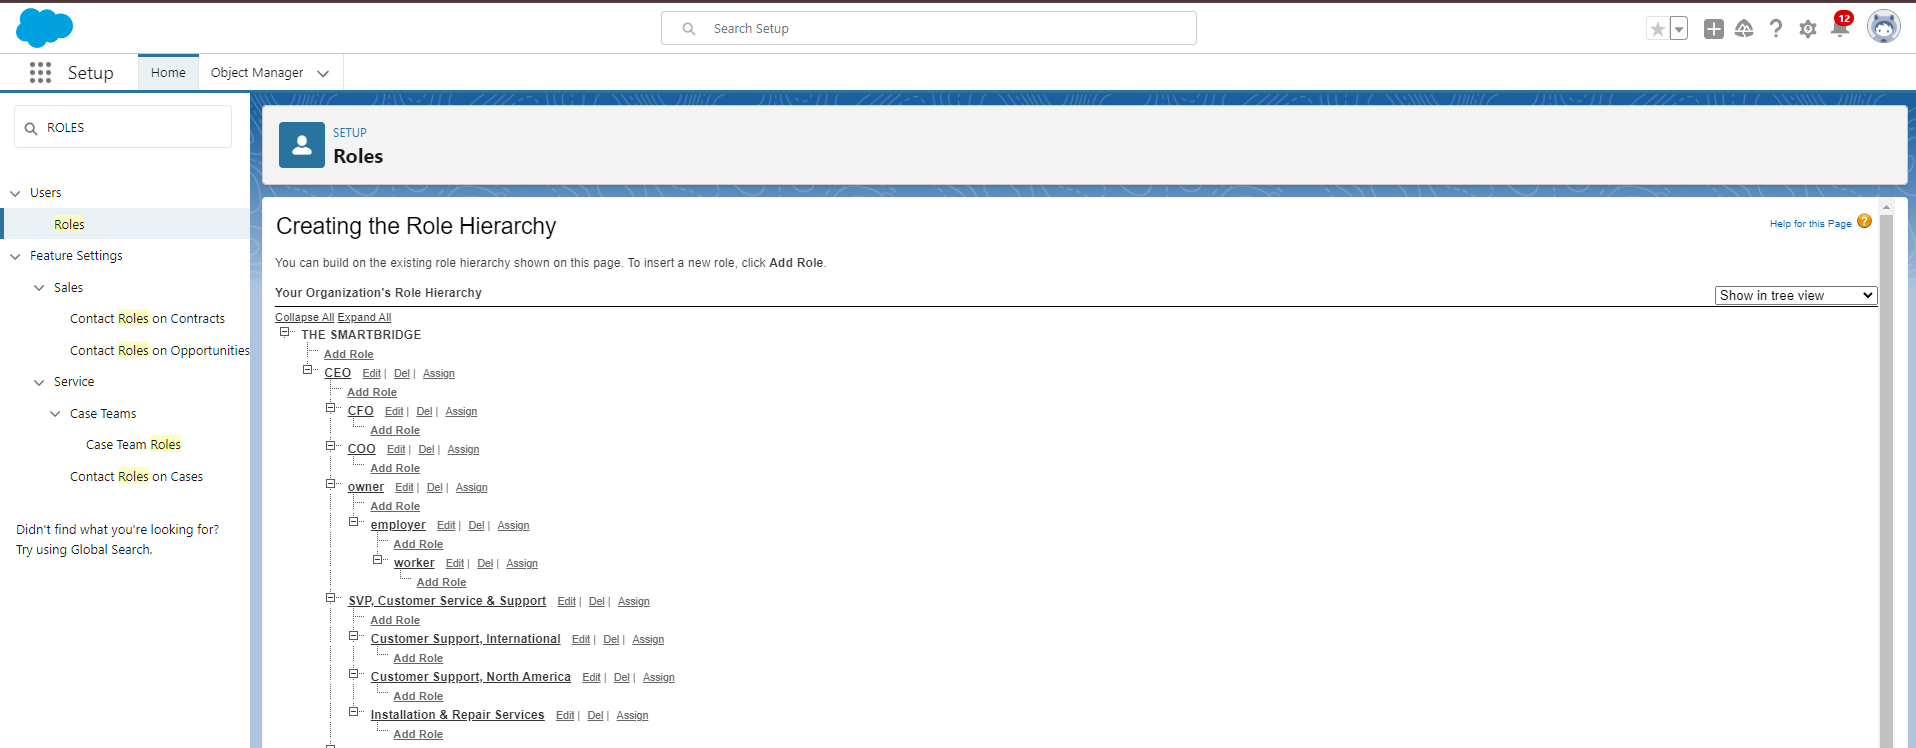 Search Setup
12
Setup
Home
Object Manager
ROLES
Users
Roles
Feature Settings
Sales
Contact Roles on Contracts
Contact Roles on Opportunities
Service
Case Teams
Case Team Roles
Contact Roles on Cases
Didn't find what you're looking for?
Try using Global Search.
SETUP
Roles
Creating the Role Hierarchy
Help for this Page ?
You can build on the existing role hierarchy shown on this page. To insert a new role, click Add Role.
Your Organization's Role Hierarchy
Show in tree view
Collapse All Expand All
THE SMARTBRIDGE
Add Role
CEO Edit | Del | Assign
Add Role
CFO Edit | Del | Assign
Add Role
COO Edit | Del | Assign
Add Role
owner Edit | Del | Assign
Add Role
employer Edit | Del | Assign
Add Role
worker Edit | Del | Assign
Add Role
SVP, Customer Service & Support Edit | Del | Assign
Add Role
Customer Support, International Edit | Del | Assign
Add Role
Customer Support, North America Edit | Del | Assign
Add Role
Installation & Repair Services Edit | Del | Assign
Add Role